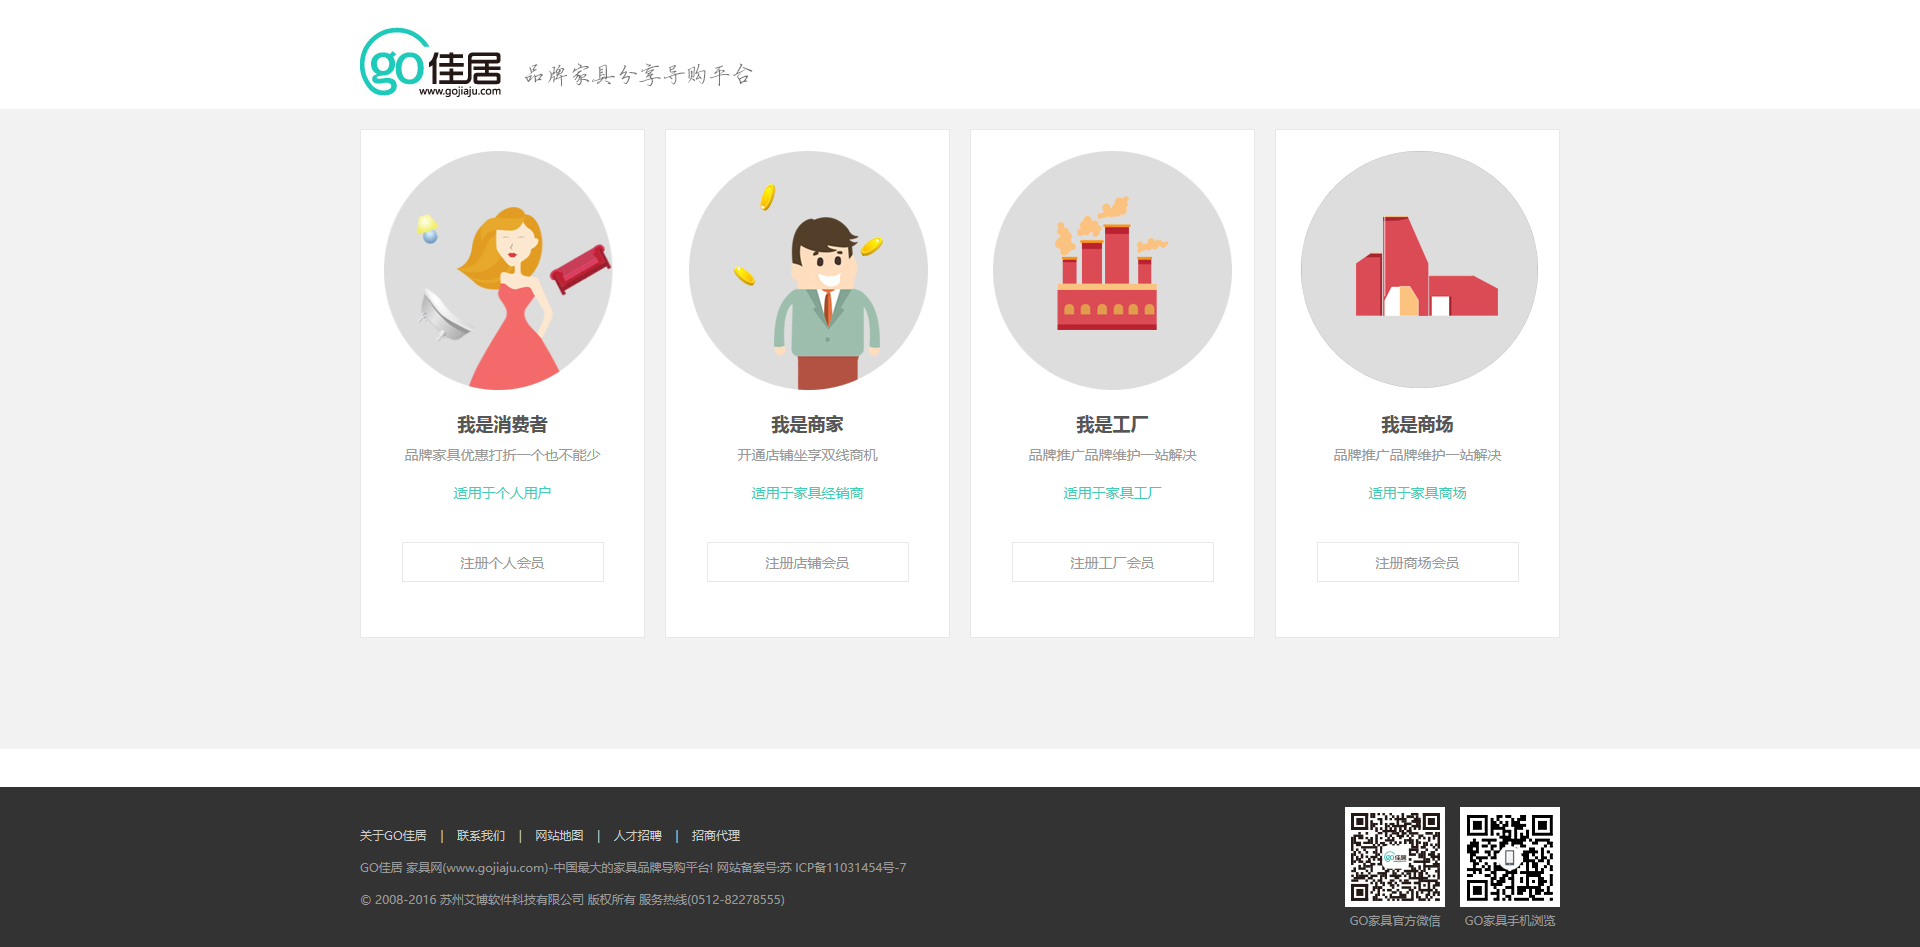 go佳居
www.gojiaju.com
品牌家具分享导购平台
我是消费者
品牌家具优惠打折一个也不能少
适用于个人用户
注册个人会员
我是商家
开通店铺坐享双线商机
适用于家具经销商
注册店铺会员
我是工厂
品牌推广品牌维护一站解决
适用于家具工厂
注册工厂会员
我是商场
品牌推广品牌维护一站解决
适用于家具商场
注册商场会员
关于GO佳居 | 联系我们 | 网站地图 | 人才招聘 | 招商代理
GO佳居 家具网(www.gojiaju.com)-中国最大的家具品牌导购平台! 网站备案号:苏 ICP备11031454号-7
© 2008-2016 苏州艾博软件科技有限公司 版权所有 服务热线(0512-82278555)
go佳居
GO家具官方微信
GO家具手机浏览